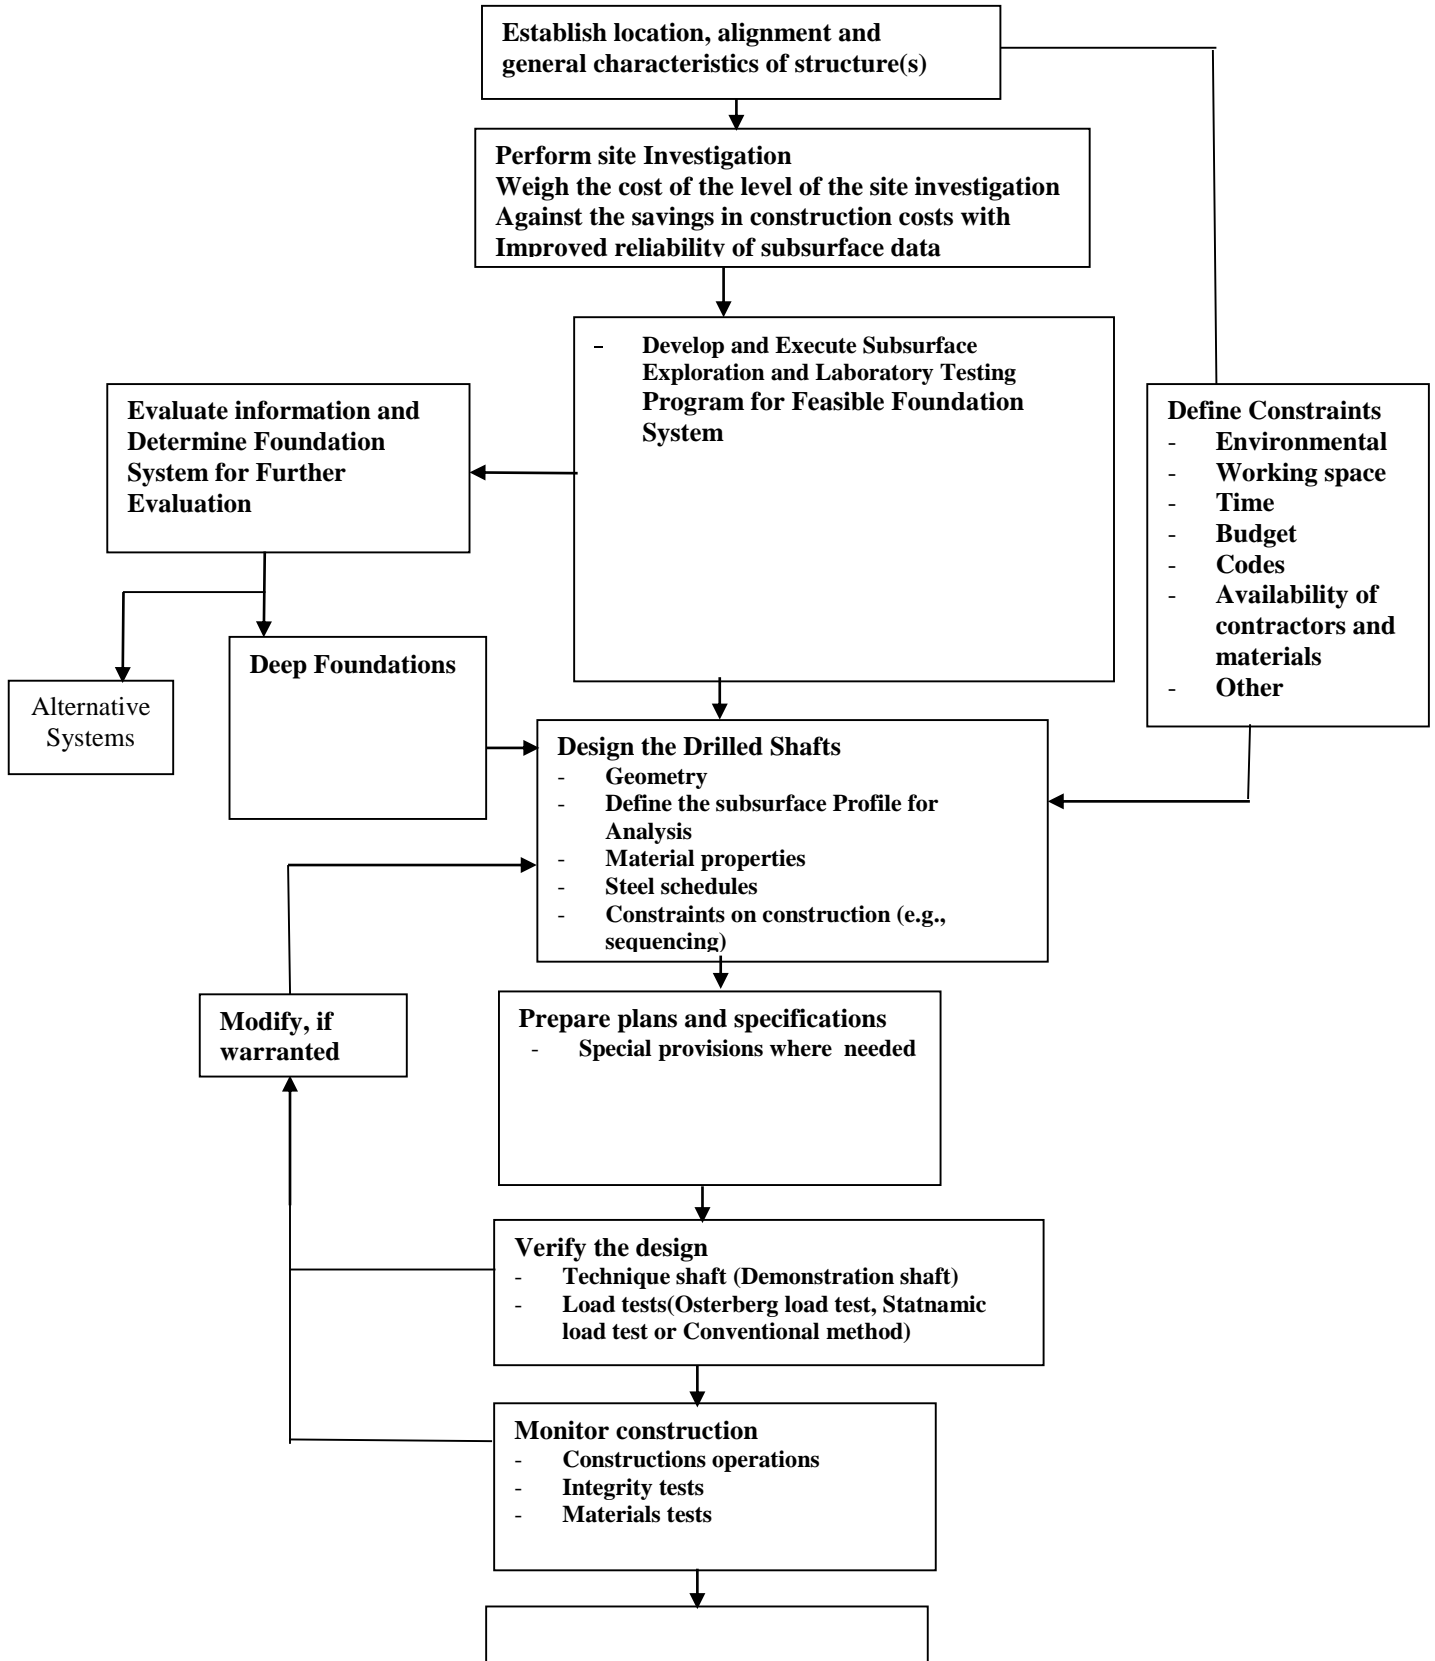 Establish location, alignment and
general characteristics of structure(s)
Perform site Investigation
Weigh the cost of the level of the site investigation
Against the savings in construction costs with
Improved reliability of subsurface data
- Develop and Execute Subsurface
Exploration and Laboratory Testing
Program for Feasible Foundation
System
Evaluate information and
Determine Foundation
System for Further
Evaluation
Define Constraints
- Environmental
- Working space
- Time
- Budget
- Codes
- Availability of
contractors and
materials
- Other
Deep Foundations
Alternative
Systems
Design the Drilled Shafts
- Geometry
- Define the subsurface Profile for
Analysis
- Material properties
- Steel schedules
- Constraints on construction (e.g.,
sequencing)
Modify, if
warranted
Prepare plans and specifications
- Special provisions where needed
Verify the design
- Technique shaft (Demonstration shaft)
- Load tests(Osterberg load test, Statnamic
load test or Conventional method)
Monitor construction
- Constructions operations
- Integrity tests
- Materials tests